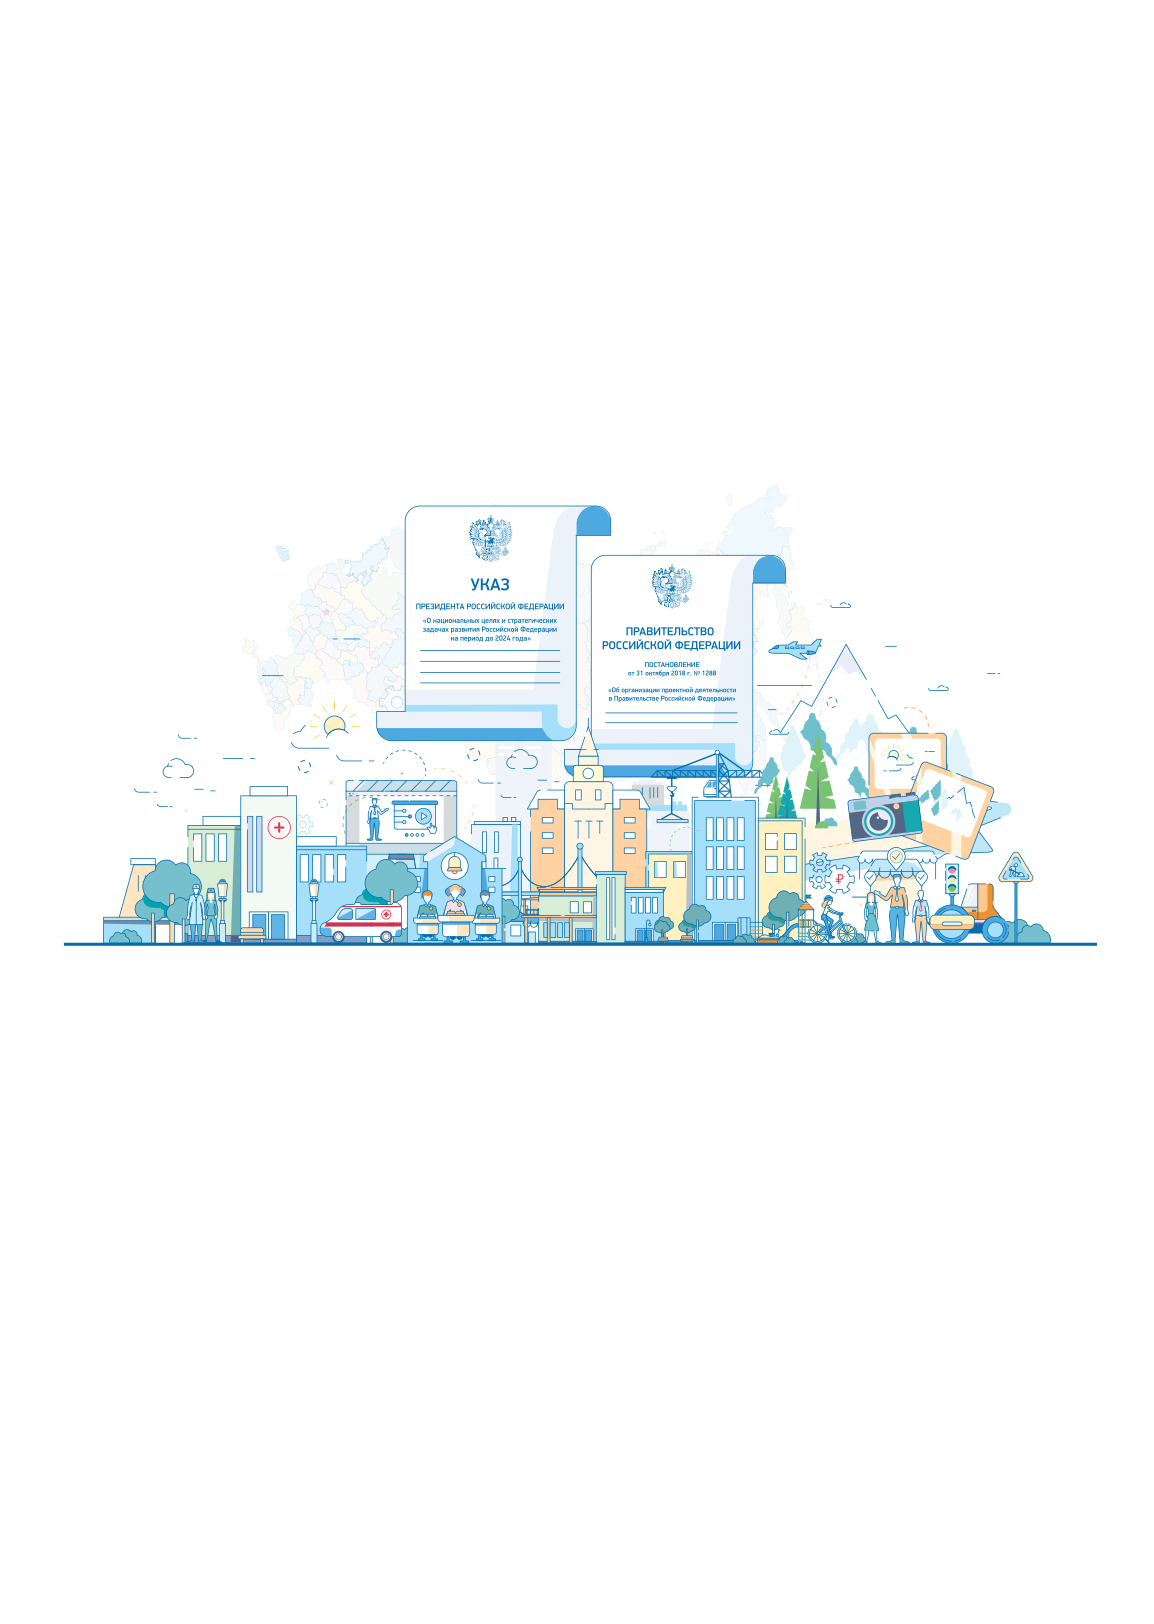 УКАЗ
ПРЕЗИДЕНТА РОССИЙСКОЙ ФЕДЕРАЦИИ
«О национальных целях и стратегических
задачах развития Российской Федерации
на период до 2024 года»
ПРАВИТЕЛЬСТВО
РОССИЙСКОЙ ФЕДЕРАЦИИ
ПОСТАНОВЛЕНИЕ
от 31 октября 2018 г. № 1288
«Об организации проектной деятельности
в Правительстве Российской Федерации»
₽